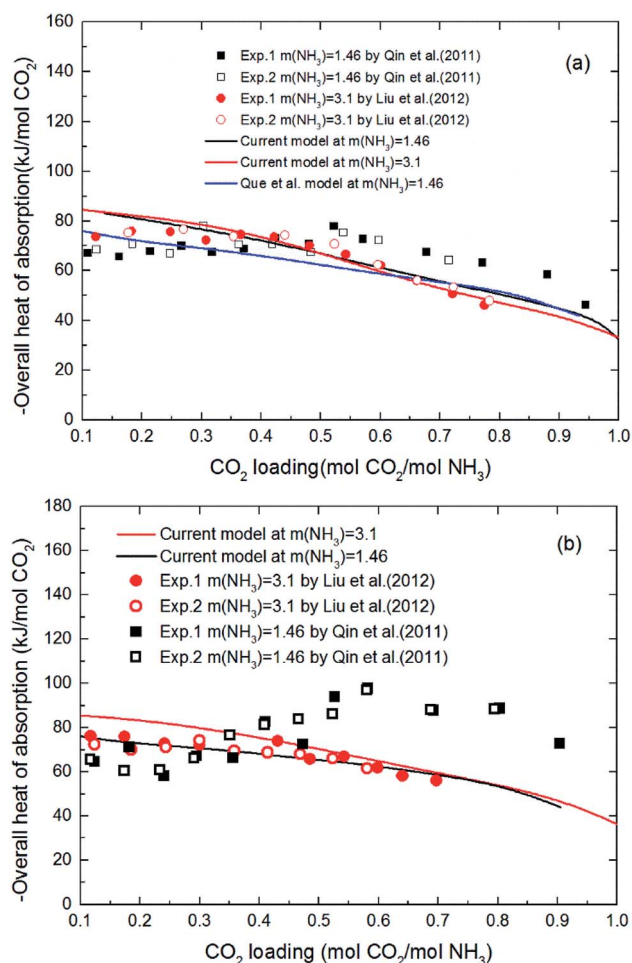 160
(a)
140
Exp.1 m(NH₃)=1.46 by Qin et al.(2011)
Exp.2 m(NH₃)=1.46 by Qin et al.(2011)
120
Exp.1 m(NH₃)=3.1 by Liu et al.(2012)
Exp.2 m(NH₃)=3.1 by Liu et al.(2012)
Current model at m(NH₃)=1.46
100
Current model at m(NH₃)=3.1
Que et al. model at m(NH₃)=1.46
80
60
40
20
0
-Overall heat of absorption(kJ/mol CO₂)
0.1 0.2 0.3 0.4 0.5 0.6 0.7 0.8 0.9 1.0
CO₂ loading(mol CO₂/mol NH₃)
180
Current model at m(NH₃)=3.1
(b)
160
Current model at m(NH₃)=1.46
Exp.1 m(NH₃)=3.1 by Liu et al.(2012)
140
Exp.2 m(NH₃)=3.1 by Liu et al.(2012)
Exp.1 m(NH₃)=1.46 by Qin et al.(2011)
120
Exp.2 m(NH₃)=1.46 by Qin et al.(2011)
100
80
60
40
20
0
-Overall heat of absorption (kJ/mol CO₂)
0.1 0.2 0.3 0.4 0.5 0.6 0.7 0.8 0.9 1.0
CO₂ loading (mol CO₂/mol NH₃)